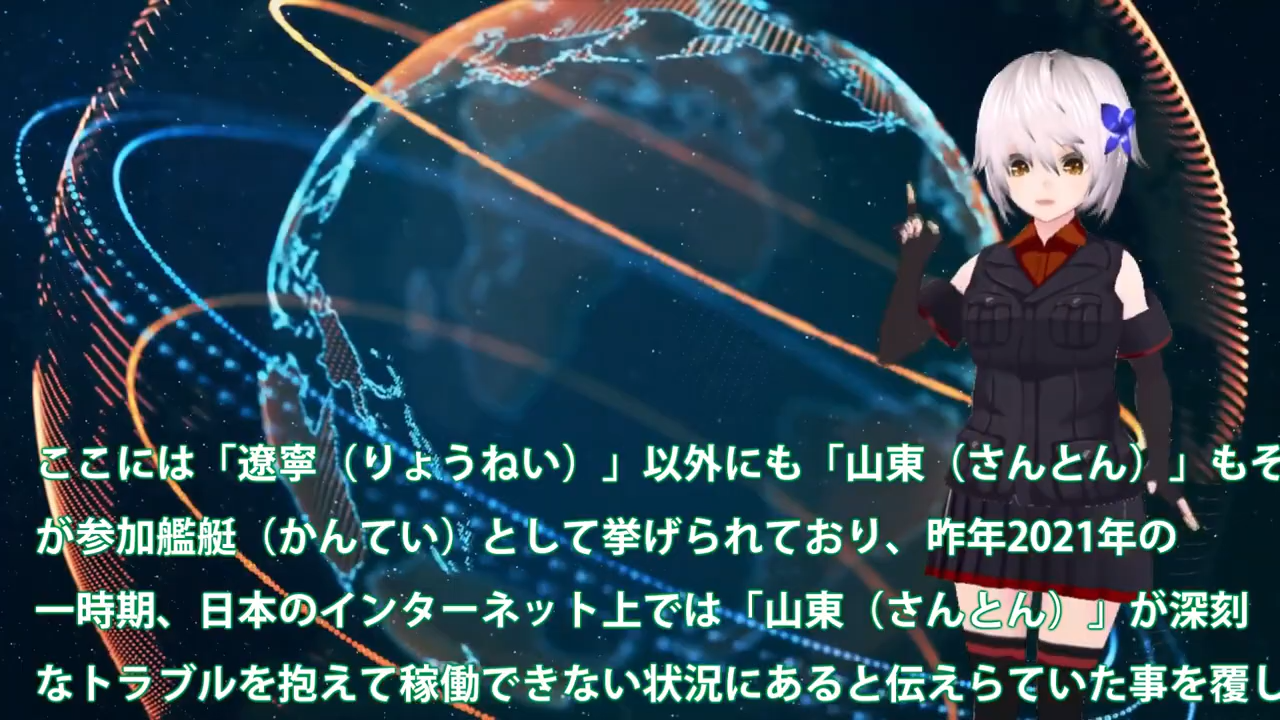 ここには「遼寧（りょうねい）」以外にも「山東（さんとん）」もそ
が参加艦艇（かんてい）として挙げられており、昨年2021年の
一時期、日本のインターネット上では「山東（さんとん）」が深刻
なトラブルを抱えて稼働できない状況にあると伝えらていた事を覆し